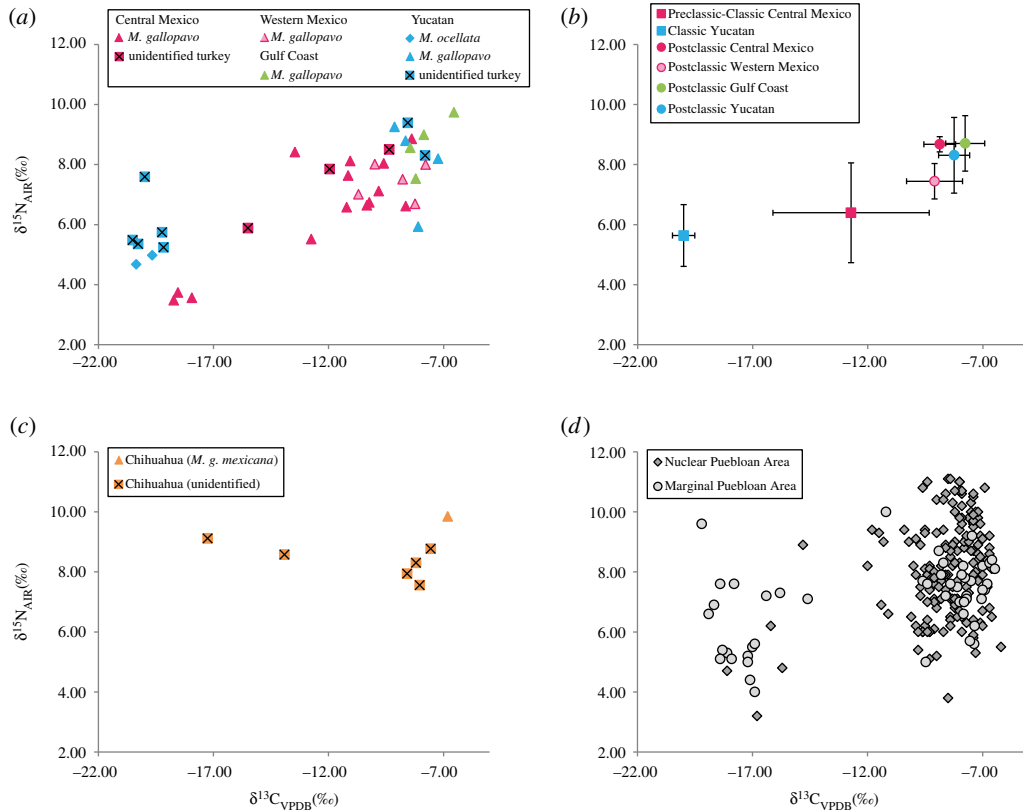 (a)
Central Mexico Western Mexico Yucatan
M. gallopavo M. gallopavo M. ocellata
unidentified turkey Gulf Coast M. gallopavo
M. gallopavo unidentified turkey
12.00
10.00
8.00
6.00
4.00
2.00
δ15NAIR(‰)
–22.00 –17.00 –12.00 –7.00
(b)
Preclassic-Classic Central Mexico
Classic Yucatan
Postclassic Central Mexico
Postclassic Western Mexico
Postclassic Gulf Coast
Postclassic Yucatan
12.00
10.00
8.00
6.00
4.00
2.00
–22.00 –17.00 –12.00 –7.00
(c)
Chihuahua (M. g. mexicana)
Chihuahua (unidentified)
12.00
10.00
8.00
6.00
4.00
2.00
δ15NAIR(‰)
–22.00 –17.00 –12.00 –7.00
δ13CVPDB(‰)
(d)
Nuclear Puebloan Area
Marginal Puebloan Area
12.00
10.00
8.00
6.00
4.00
2.00
–22.00 –17.00 –12.00 –7.00
δ13CVPDB(‰)